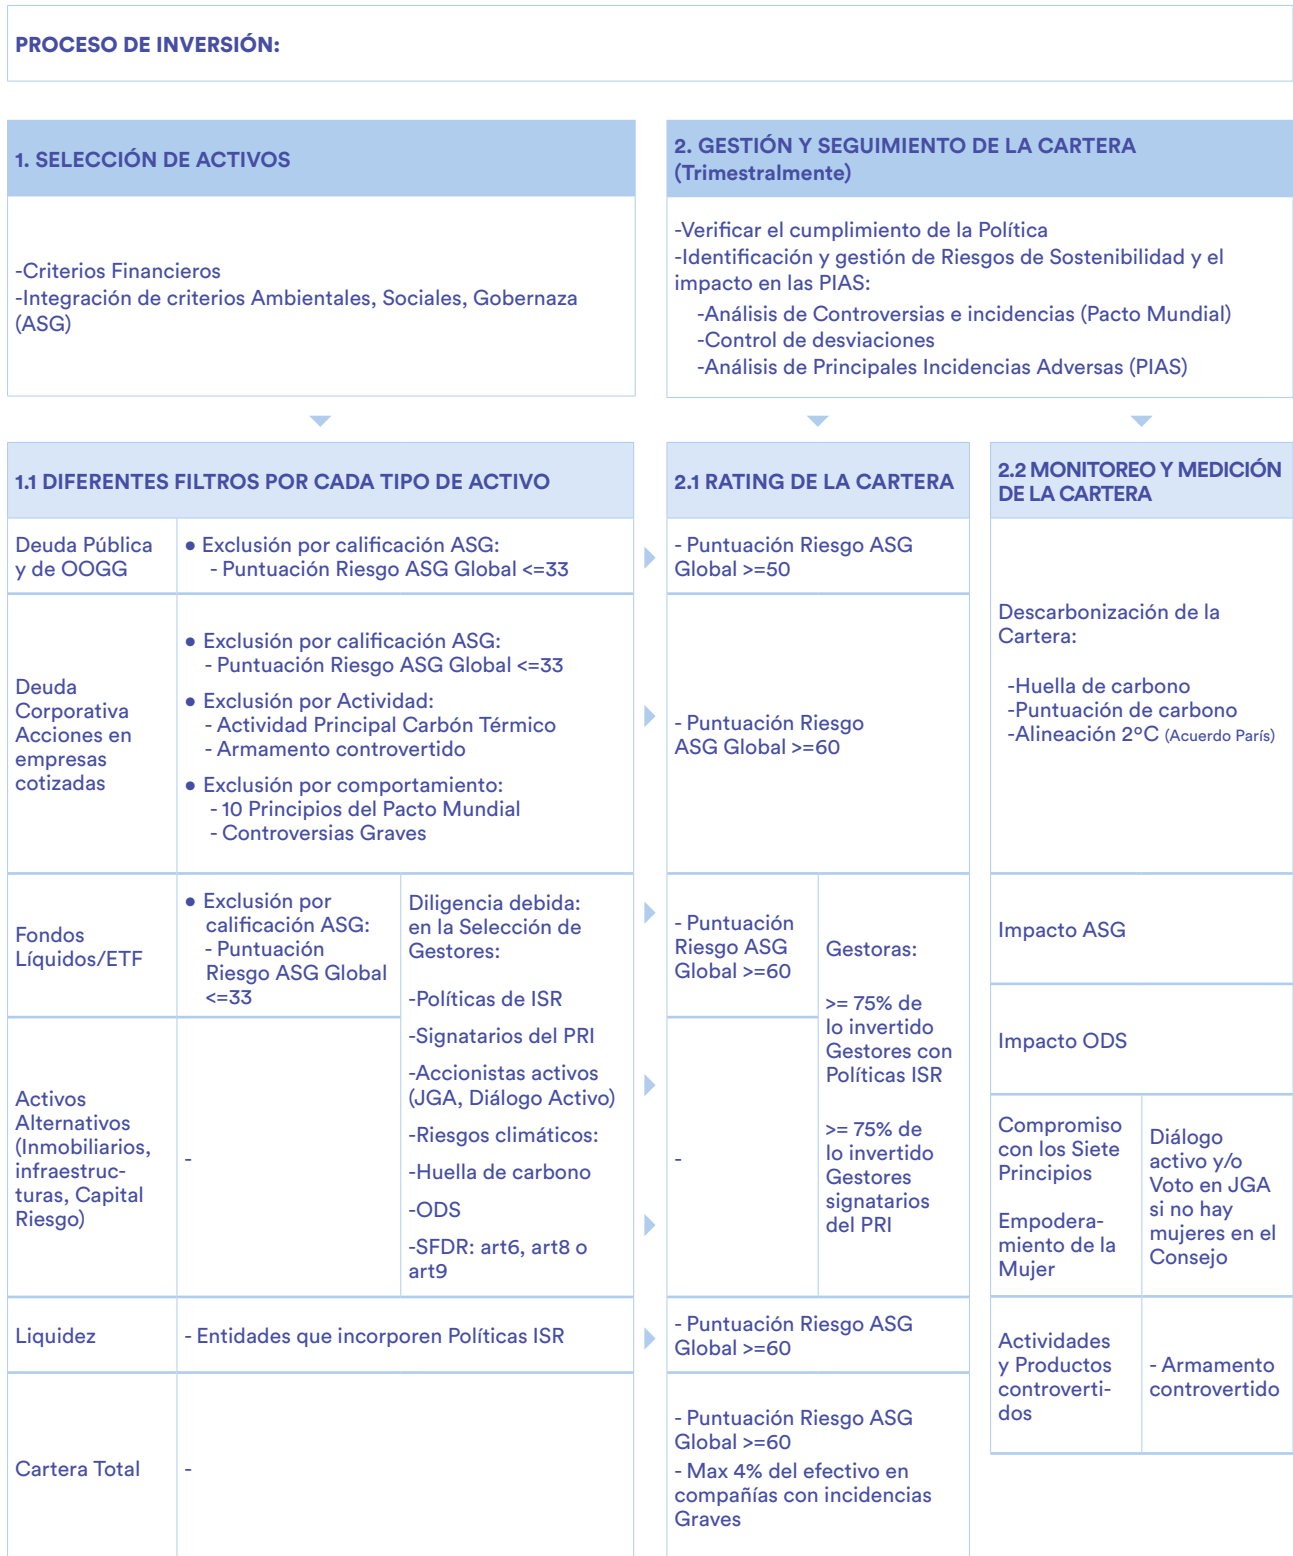 PROCESO DE INVERSIÓN:
1. SELECCIÓN DE ACTIVOS
-Criterios Financieros
-Integración de criterios Ambientales, Sociales, Gobernaza
(ASG)
2. GESTIÓN Y SEGUIMIENTO DE LA CARTERA
(Trimestralmente)
-Verificar el cumplimiento de la Política
-Identificación y gestión de Riesgos de Sostenibilidad y el
impacto en las PIAS:
-Análisis de Controversias e incidencias (Pacto Mundial)
-Control de desviaciones
-Análisis de Principales Incidencias Adversas (PIAS)
1.1 DIFERENTES FILTROS POR CADA TIPO DE ACTIVO
Deuda Pública
y de OOGG
● Exclusión por calificación ASG:
- Puntuación Riesgo ASG Global <=33
Deuda
Corporativa
Acciones en
empresas
cotizadas
● Exclusión por calificación ASG:
- Puntuación Riesgo ASG Global <=33
● Exclusión por Actividad:
- Actividad Principal Carbón Térmico
- Armamento controvertido
● Exclusión por comportamiento:
- 10 Principios del Pacto Mundial
- Controversias Graves
Fondos
Líquidos/ETF
● Exclusión por
calificación ASG:
- Puntuación
Riesgo ASG Global
<=33
Diligencia debida:
en la Selección de
Gestores:
-Políticas de ISR
-Signatarios del PRI
-Accionistas activos
(JGA, Diálogo Activo)
-Riesgos climáticos:
-Huella de carbono
-ODS
-SFDR: art6, art8 o
art9
Activos
Alternativos
(Inmobiliarios,
infraestruc-
turas, Capital
Riesgo)
-
Liquidez
- Entidades que incorporen Políticas ISR
Cartera Total
-
2.1 RATING DE LA CARTERA
- Puntuación Riesgo ASG
Global >=50
- Puntuación Riesgo
ASG Global >=60
- Puntuación
Riesgo ASG
Global >=60
-
Gestoras:
>= 75% de
lo invertido
Gestores con
Políticas ISR
>= 75% de
lo invertido
Gestores
signatarios
del PRI
- Puntuación Riesgo ASG
Global >=60
- Puntuación Riesgo ASG
Global >=60
- Max 4% del efectivo en
compañías con incidencias
Graves
2.2 MONITOREO Y MEDICIÓN
DE LA CARTERA
Descarbonización de la
Cartera:
-Huella de carbono
-Puntuación de carbono
-Alineación 2ºC (Acuerdo París)
Impacto ASG
Impacto ODS
Compromiso
con los Siete
Principios
Empodera-
miento de la
Mujer
Diálogo
activo y/o
Voto en JGA
si no hay
mujeres en el
Consejo
Actividades
y Productos
controverti-
dos
- Armamento
controvertido